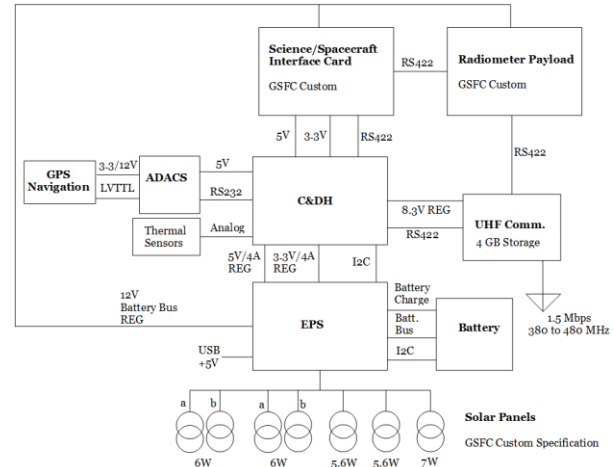 Science/Spacecraft
Interface Card
GSFC Custom
RS422
Radiometer Payload
GSFC Custom
5V
3.3V
RS422
RS422
GPS
Navigation
3.3/12V
LVTTL
ADACS
5V
RS232
C&DH
8.3V REG
RS422
UHF Comm.
4 GB Storage
Thermal
Sensors
Analog
5V/4A
REG
3.3V/4A
REG
I2C
12V
Battery Bus
REG
EPS
Battery
Charge
Batt.
Bus
I2C
Battery
1.5 Mbps
380 to 480 MHz
USB
+5V
a
b
a
b
6W
6W
5.6W
5.6W
7W
Solar Panels
GSFC Custom Specification